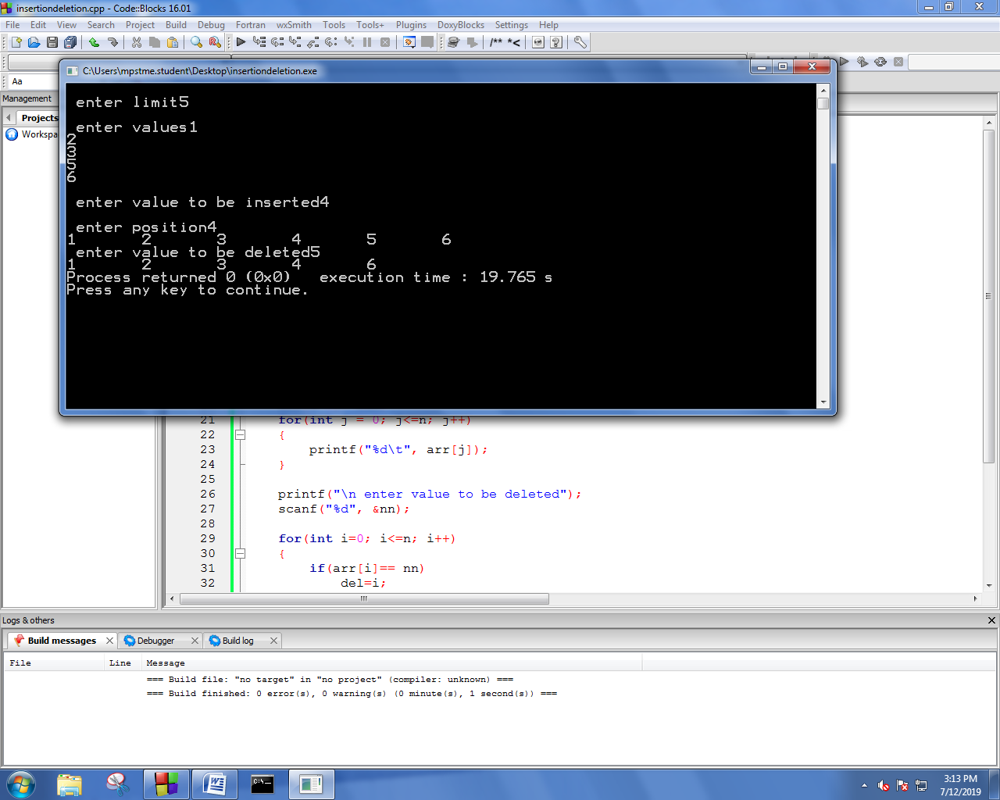 insertiondeletion.cpp - Code::Blocks 16.01
File Edit View Search Project Build Debug Fortran wxSmith Tools Tools+ Plugins DoxyBlocks Settings Help
/** *<
Aa
C:\Users\mpstme.student\Desktop\insertiondeletion.exe
Management
Projects
Workspa
enter limit5
enter values1
2
3
5
6
enter value to be inserted4
enter position4
1 2 3 4 5 6
enter value to be deleted5
1 2 3 4 6
Process returned 0 (0x0) execution time : 19.765 s
Press any key to continue.
21 for(int j = 0; j<=n; j++)
22 {
23 printf("%d\t", arr[j]);
24 }
25
26 printf("\n enter value to be deleted");
27 scanf("%d", &nn);
28
29 for(int i=0; i<=n; i++)
30 {
31 if(arr[i]== nn)
32 del=i;
Logs & others
Build messages Debugger Build log
File Line Message
=== Build file: "no target" in "no project" (compiler: unknown) ===
=== Build finished: 0 error(s), 0 warning(s) (0 minute(s), 1 second(s)) ===
C:\
3:13 PM
7/12/2019